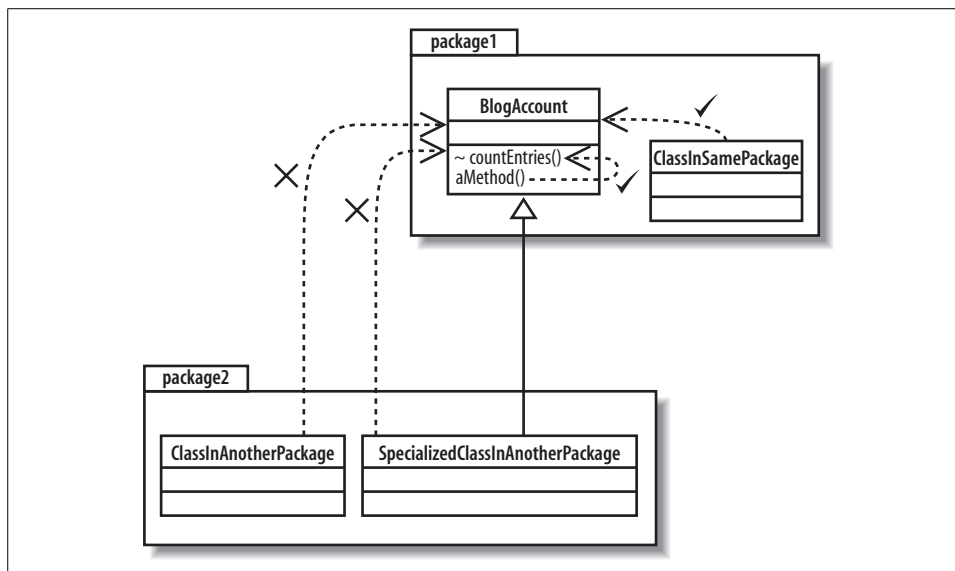 package1
BlogAccount
~ countEntries()
aMethod()
ClassInSamePackage
package2
ClassInAnotherPackage
SpecializedClassInAnotherPackage